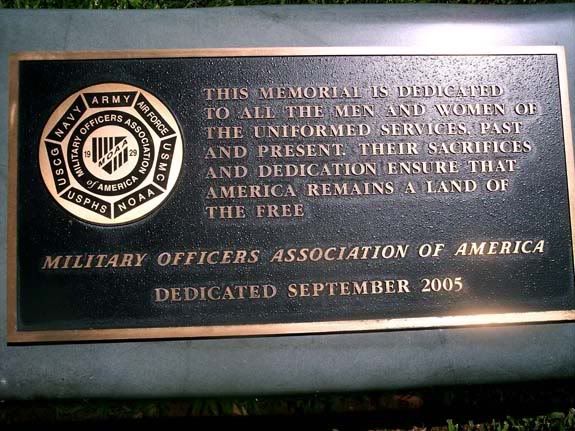 THIS MEMORIAL IS DEDICATED
TO ALL THE MEN AND WOMEN OF
THE UNIFORMED SERVICES, PAST
AND PRESENT. THEIR SACRIFICES
AND DEDICATION ENSURE THAT
AMERICA REMAINS A LAND OF
THE FREE
ARMY
AIR FORCE
USMC
NOAA
USPHS
USCG
NAVY
MILITARY OFFICERS ASSOCIATION
of AMERICA
19 29
MOAA
MILITARY OFFICERS ASSOCIATION OF AMERICA
DEDICATED SEPTEMBER 2005